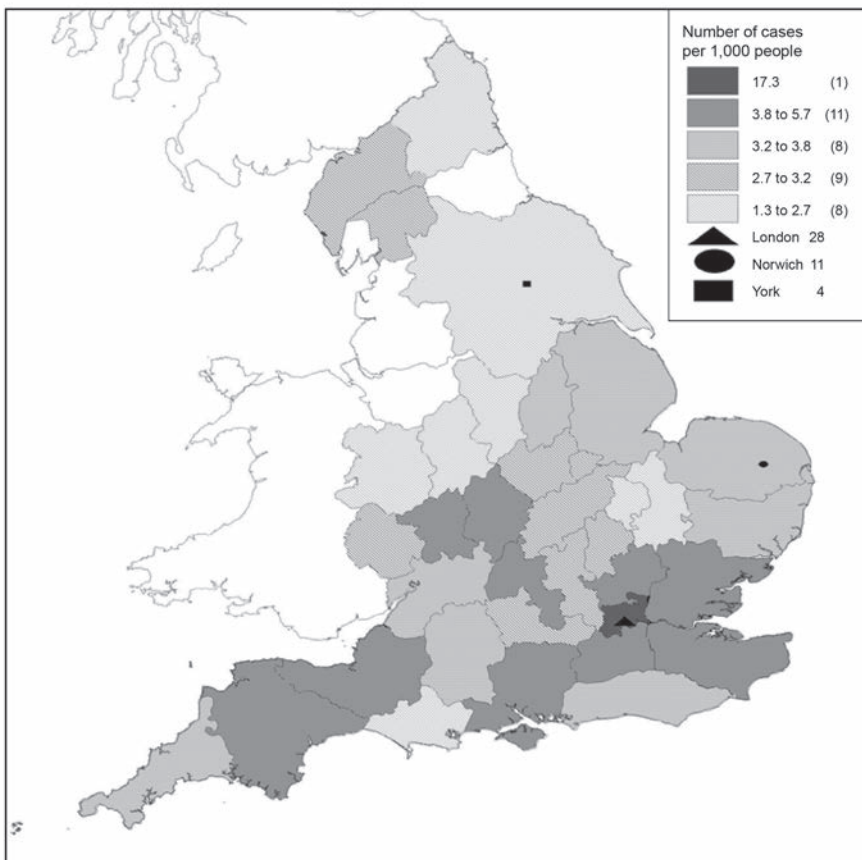 Number of cases
per 1,000 people
17.3 (1)
3.8 to 5.7 (11)
3.2 to 3.8 (8)
2.7 to 3.2 (9)
1.3 to 2.7 (8)
London 28
Norwich 11
York 4